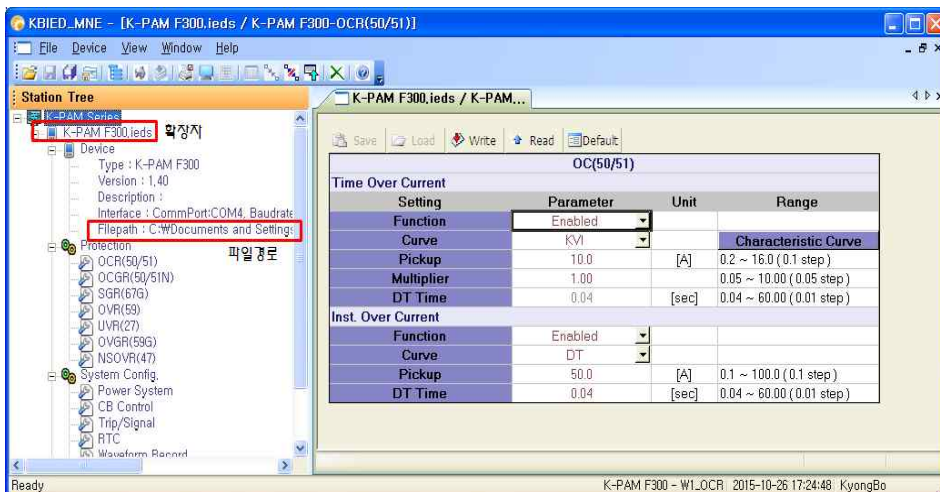 KBIED_MNE - [K-PAM F300.ieds / K-PAM F300-OCR(50/51)]
File Device View Window Help
Station Tree
K-PAM Series
K-PAM F300.ieds 확장자
Device
Type : K-PAM F300
Version : 1.40
Description :
Interface : CommPort:COM4, Baudrate
Filepath : C:₩Documents and Settings
파일경로
Protection
OCR(50/51)
OCGR(50/51N)
SGR(67G)
OVR(59)
UVR(27)
OVGR(59G)
NSOVR(47)
System Config.
Power System
CB Control
Trip/Signal
RTC
Waveform Record
K-PAM F300.ieds / K-PAM...
Save Load Write Read Default
OC(50/51)
Time Over Current
Setting Parameter Unit Range
Function Enabled
Curve KVI Characteristic Curve
Pickup 10.0 [A] 0.2 ~ 16.0 ( 0.1 step )
Multiplier 1.00 0.05 ~ 10.00 ( 0.05 step )
DT Time 0.04 [sec] 0.04 ~ 60.00 ( 0.01 step )
Inst. Over Current
Function Enabled
Curve DT
Pickup 50.0 [A] 0.1 ~ 100.0 ( 0.1 step )
DT Time 0.04 [sec] 0.04 ~ 60.00 ( 0.01 step )
Ready K-PAM F300 - W1_OCR 2015-10-26 17:24:48 KyongBo